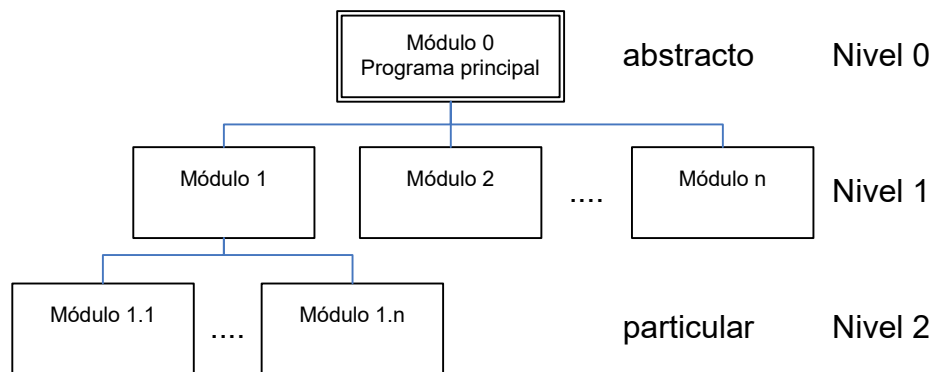 Módulo 0
Programa principal
abstracto
Nivel 0
Módulo 1
Módulo 2
....
Módulo n
Nivel 1
Módulo 1.1
....
Módulo 1.n
particular
Nivel 2